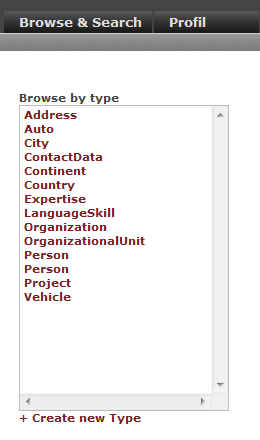 Browse & Search Profil
Browse by type
Address
Auto
City
ContactData
Continent
Country
Expertise
LanguageSkill
Organization
OrganizationalUnit
Person
Person
Project
Vehicle
+ Create new Type